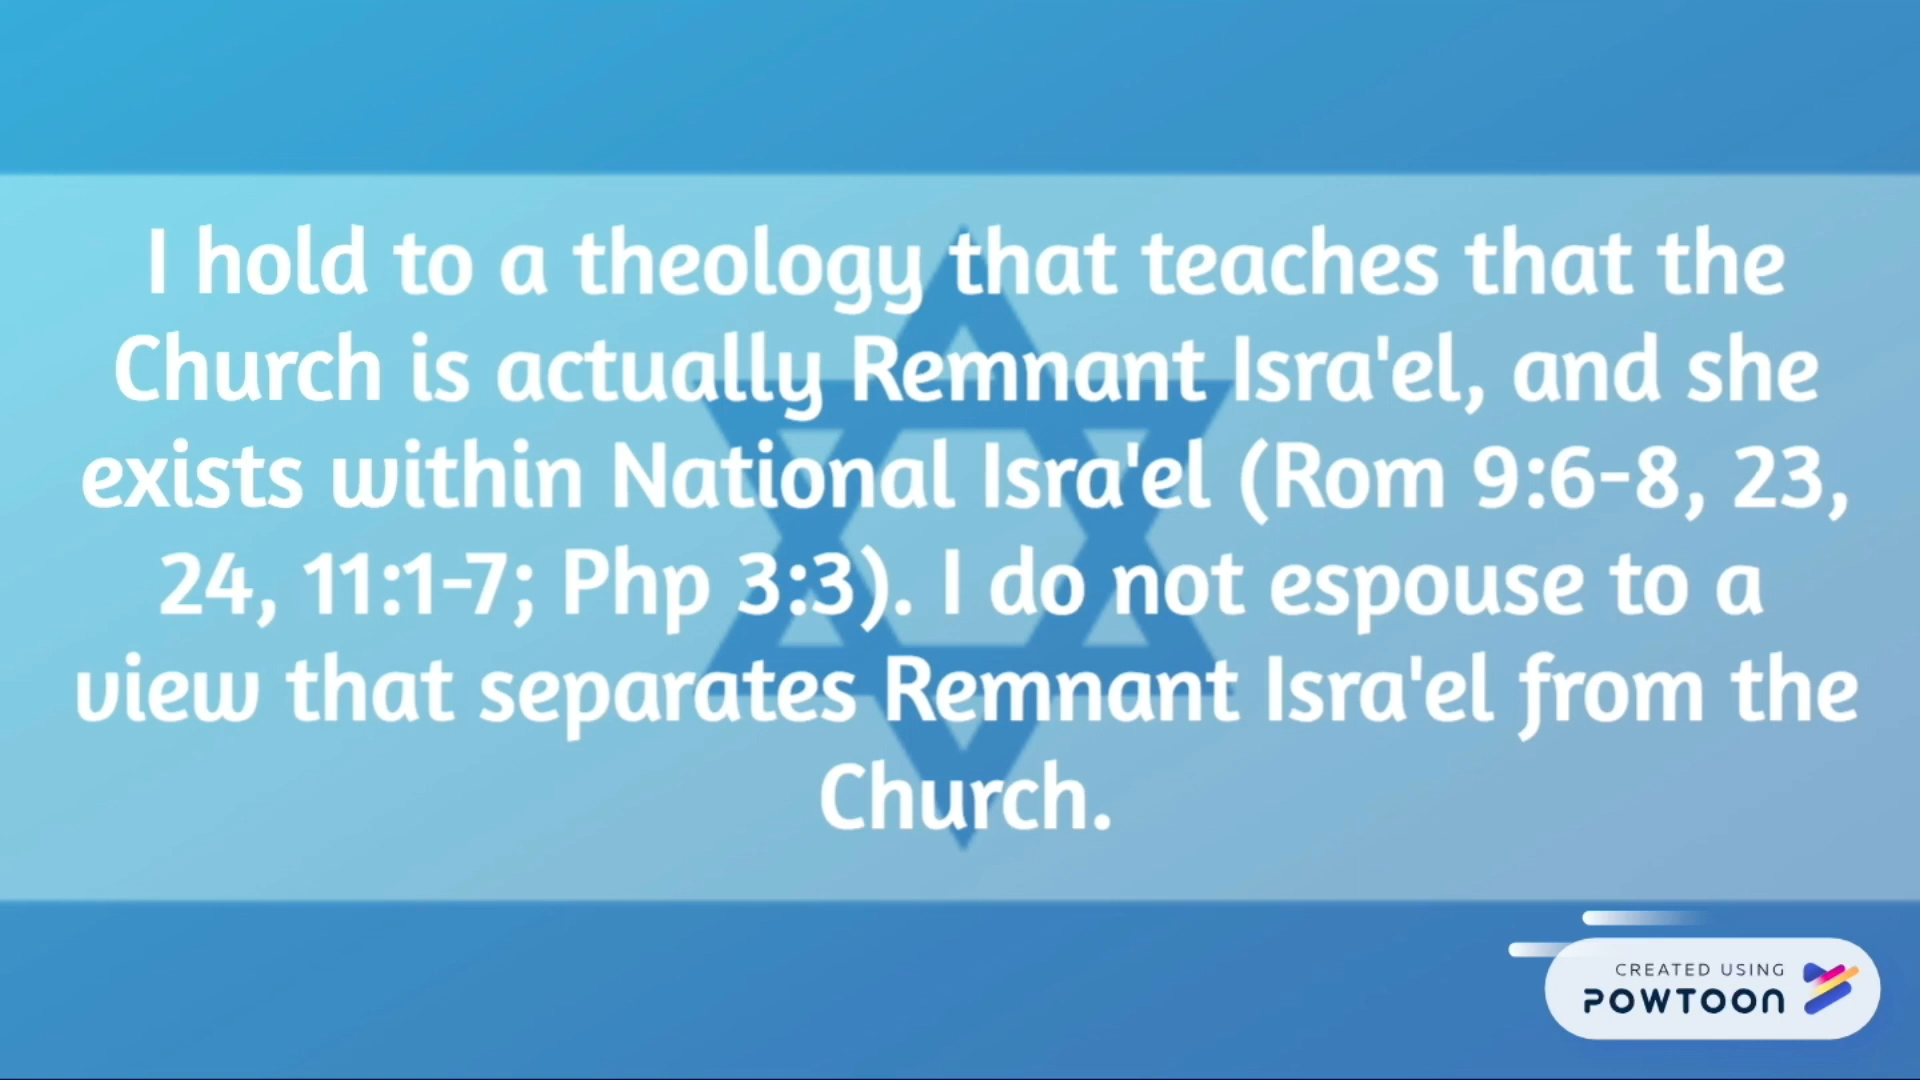 I hold to a theology that teaches that the
Church is actually Remnant Isra'el, and she
exists within National Isra'el (Rom 9:6-8, 23,
24, 11:1-7; Php 3:3). I do not espouse to a
view that separates Remnant Isra'el from the
Church.
CREATED USING
POWTOON